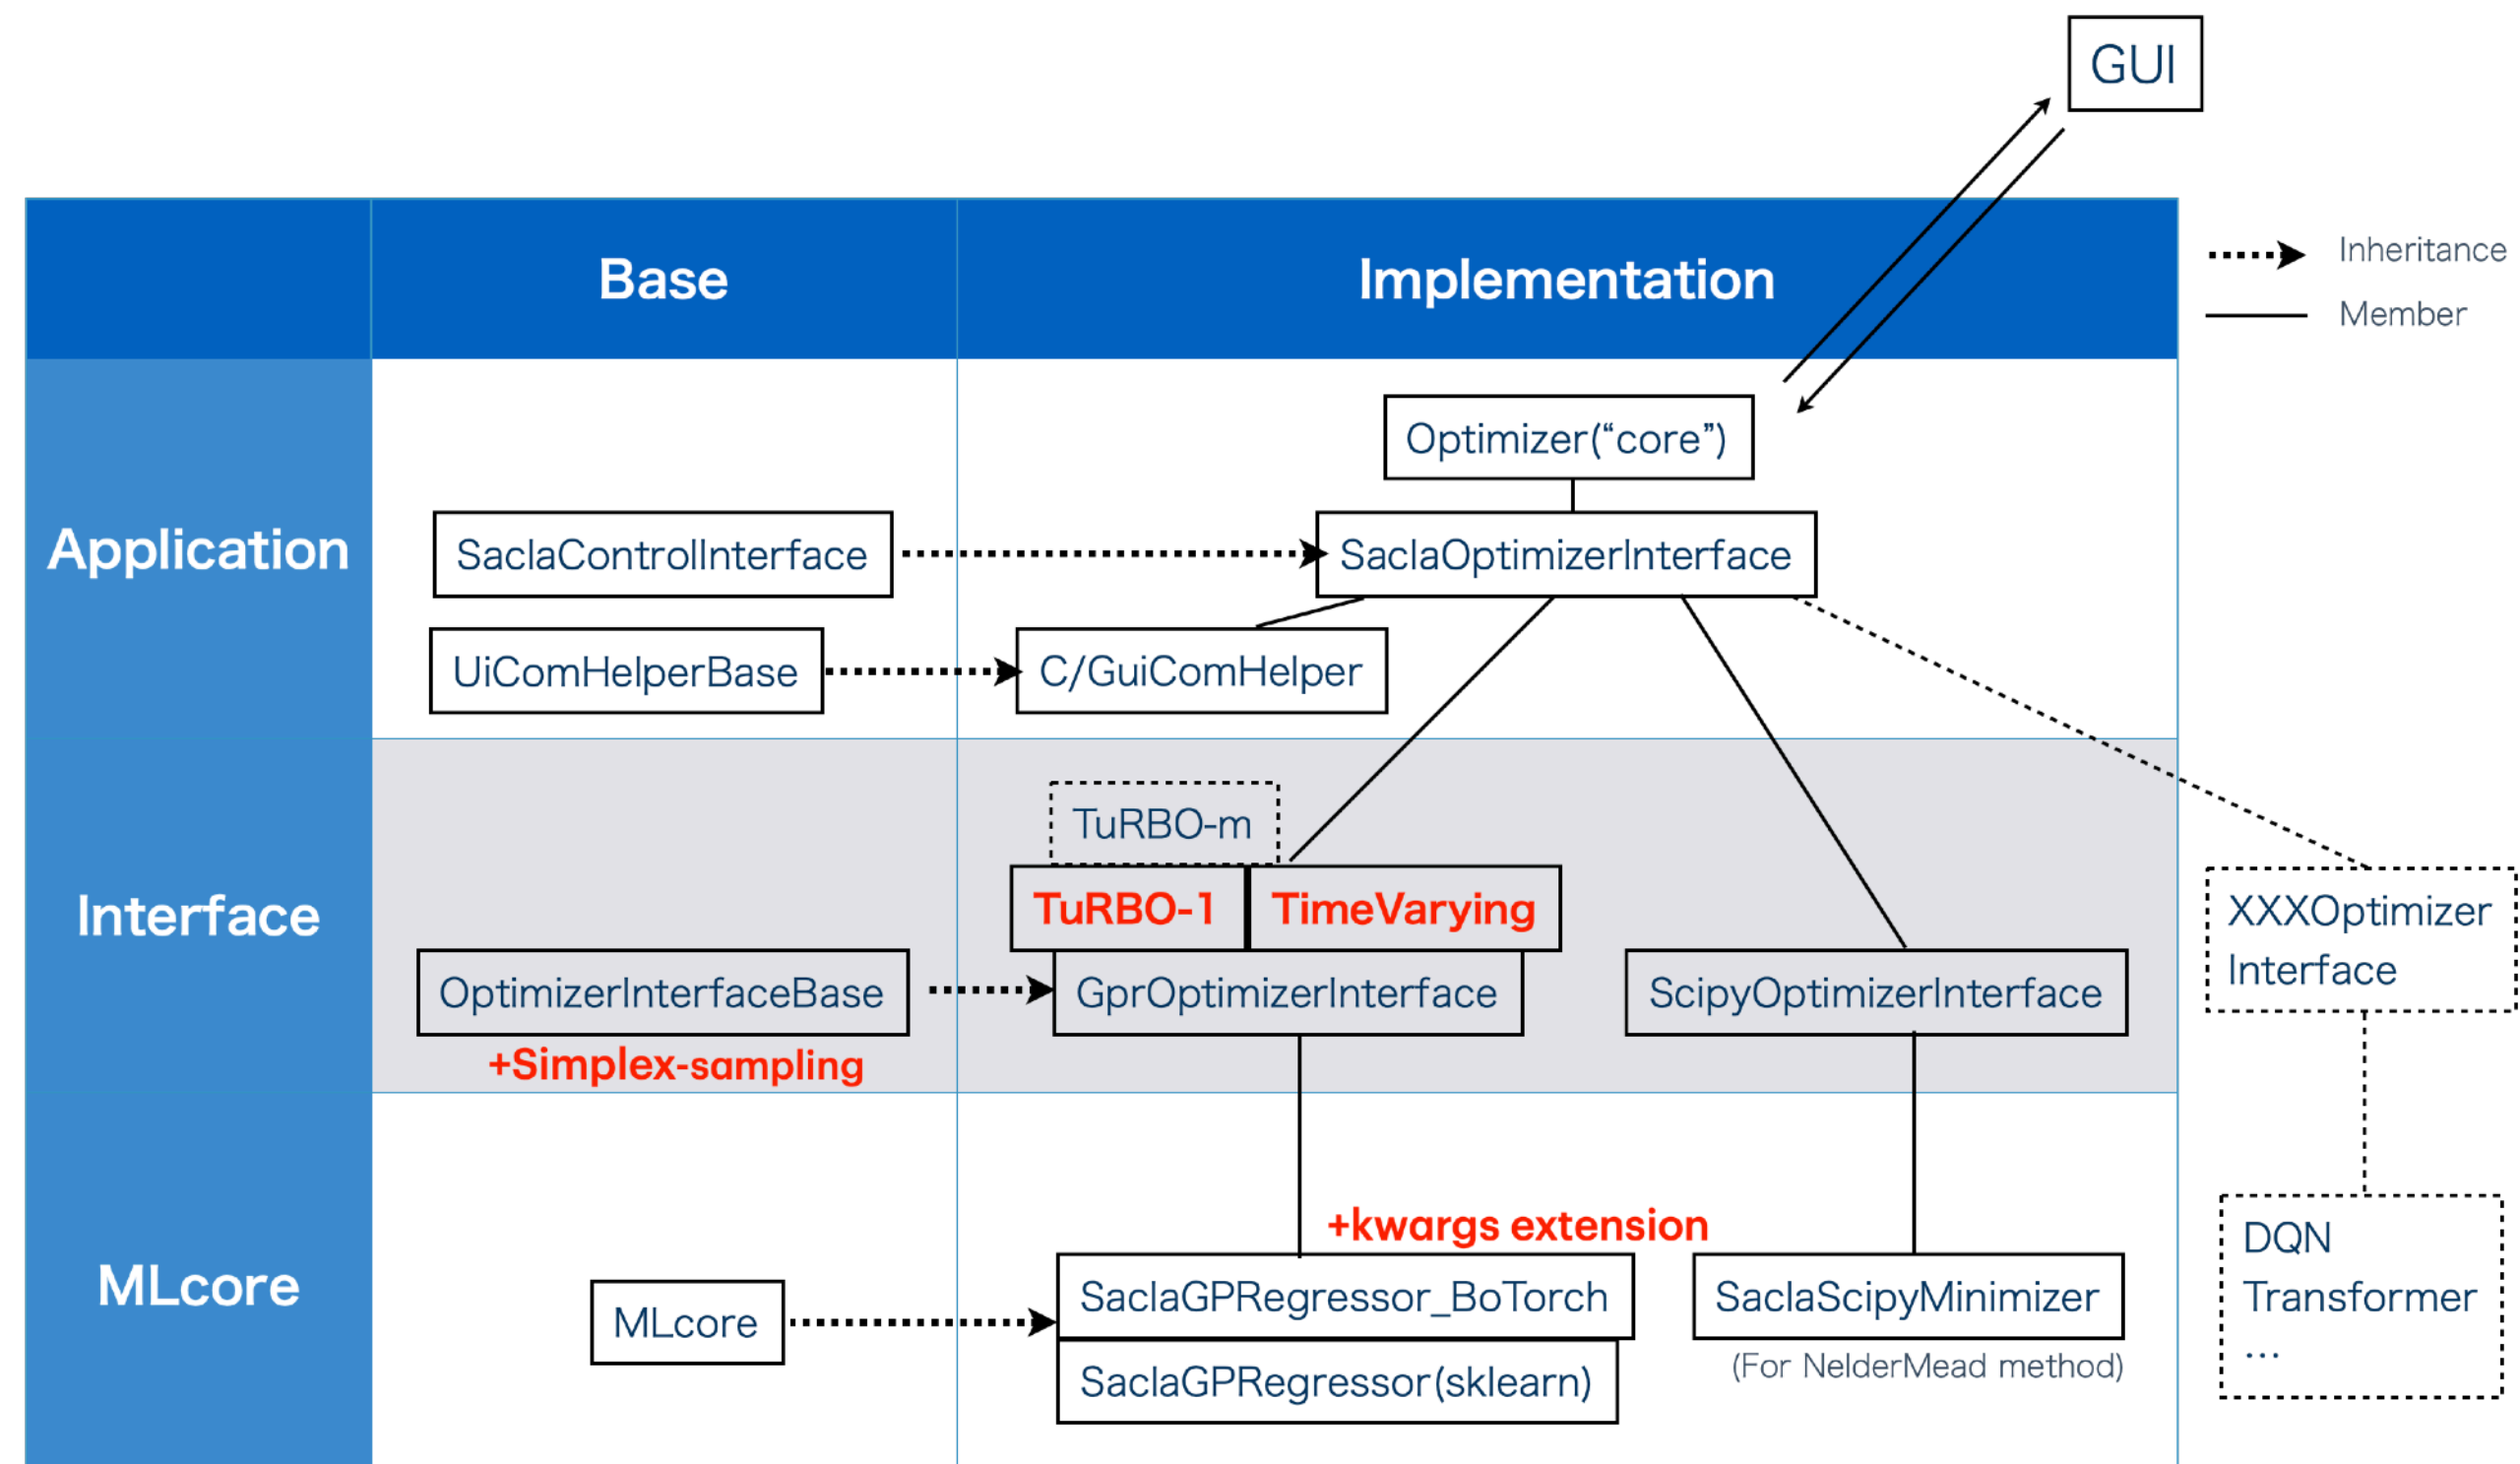 GUI
Base
Implementation
Inheritance
Member
Application
Optimizer(“core”)
SaclaControlInterface
SaclaOptimizerInterface
UiComHelperBase
C/GuiComHelper
Interface
TuRBO-m
TuRBO-1
TimeVarying
OptimizerInterfaceBase
+Simplex-sampling
GprOptimizerInterface
ScipyOptimizerInterface
XXXOptimizer
Interface
MLcore
MLcore
+kwargs extension
SaclaGPRegressor_BoTorch
SaclaGPRegressor(sklearn)
SaclaScipyMinimizer
(For NelderMead method)
DQN
Transformer
...